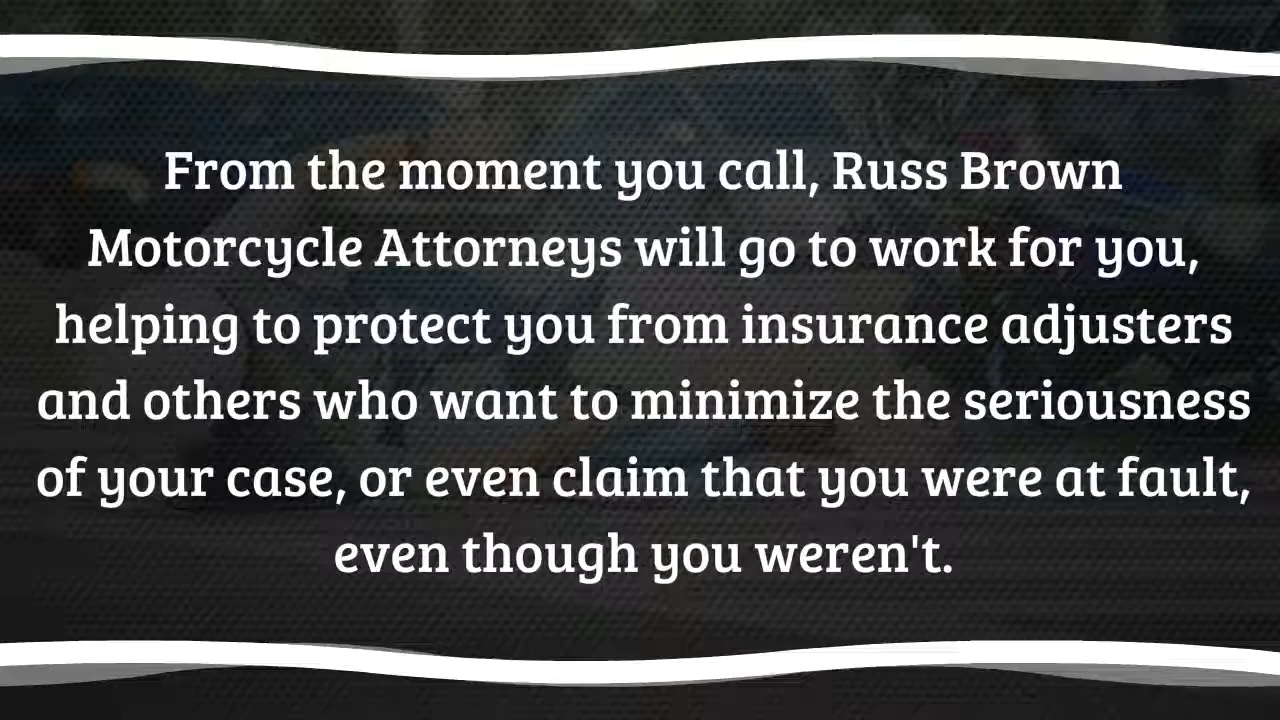 From the moment you call, Russ Brown
Motorcycle Attorneys will go to work for you,
helping to protect you from insurance adjusters
and others who want to minimize the seriousness
of your case, or even claim that you were at fault,
even though you weren't.